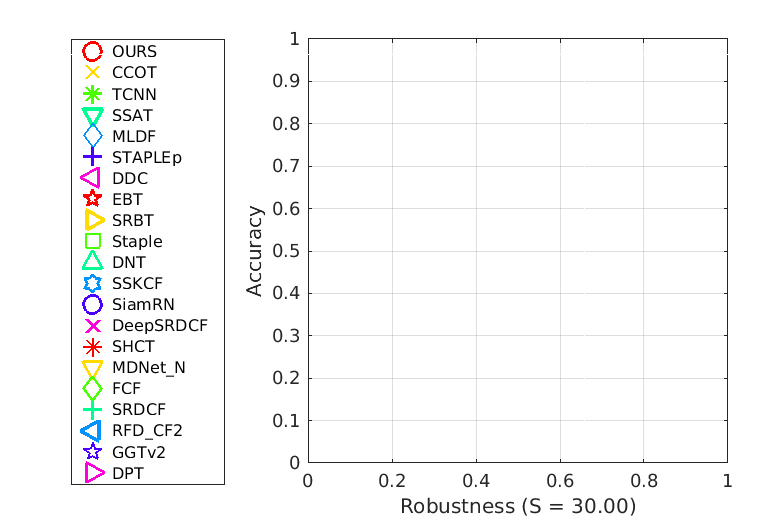 OURS
CCOT
TCNN
SSAT
MLDF
STAPLEp
DDC
EBT
SRBT
Staple
DNT
SSKCF
SiamRN
DeepSRDCF
SHCT
MDNet_N
FCF
SRDCF
RFD_CF2
GGTv2
DPT
Accuracy
1
0.9
0.8
0.7
0.6
0.5
0.4
0.3
0.2
0.1
0
0 0.2 0.4 0.6 0.8 1
Robustness (S = 30.00)